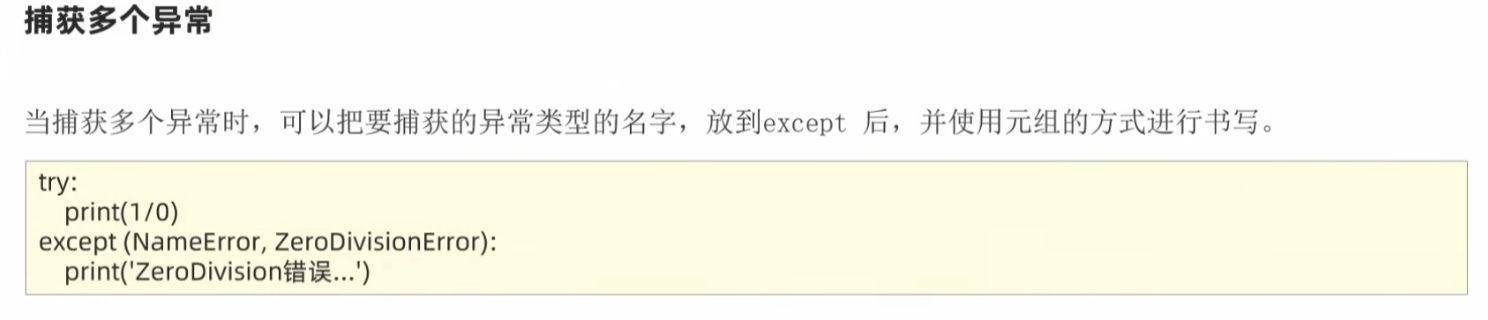 捕获多个异常
当捕获多个异常时，可以把要捕获的异常类型的名字，放到except 后，并使用元组的方式进行书写。
try:
    print(1/0)
except (NameError, ZeroDivisionError):
    print('ZeroDivision错误...')